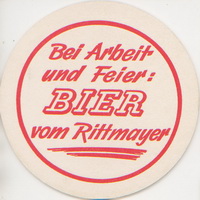 Bei Arbeit
und Feier:
BIER
vom Rittmayer